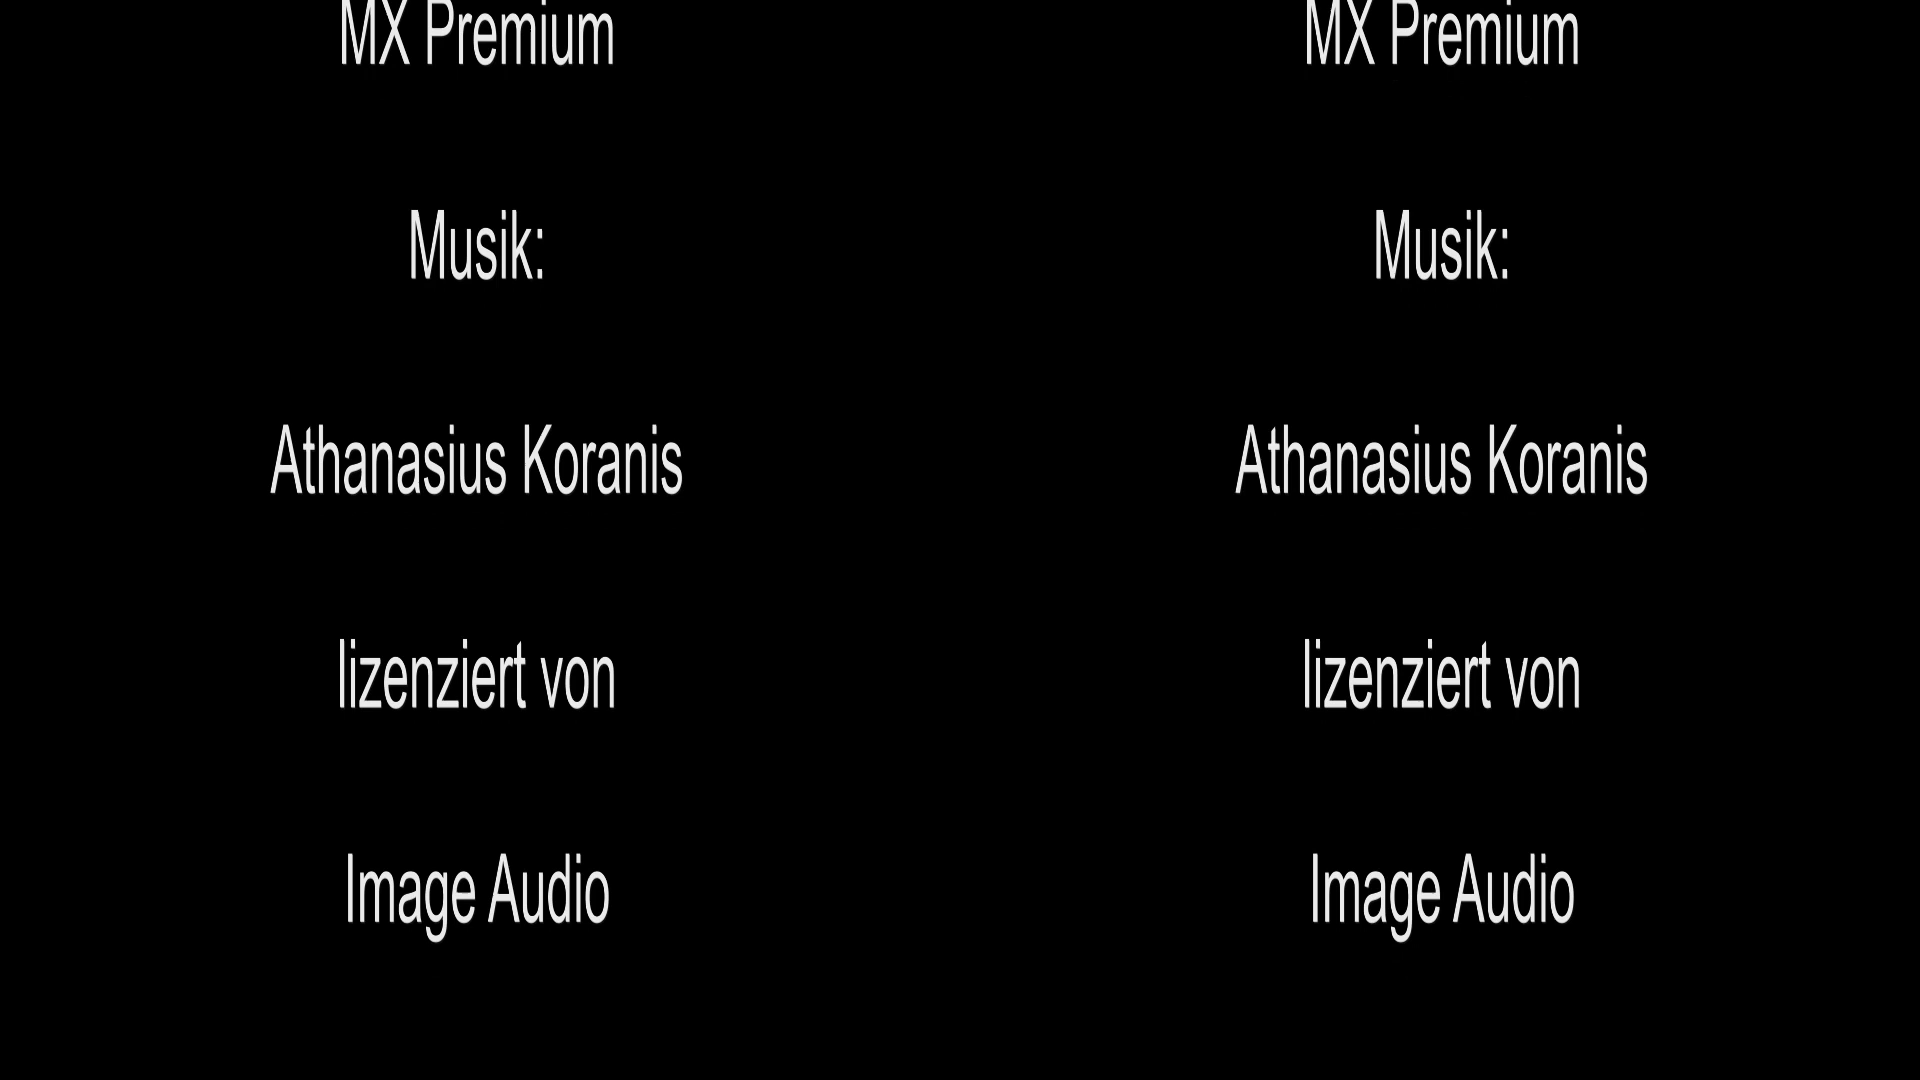 MX Premium
Musik:
Athanasius Koranis
lizenziert von
Image Audio
MX Premium
Musik:
Athanasius Koranis
lizenziert von
Image Audio